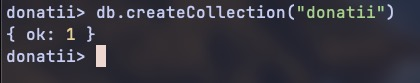 donatii> db.createCollection("donatii")
{ ok: 1 }
donatii>